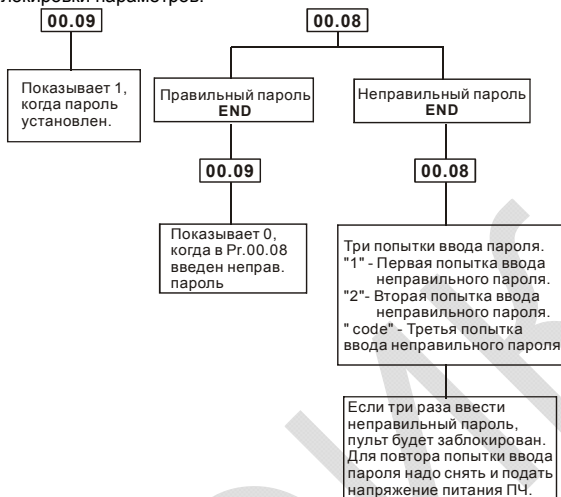 локировки параметров.
00.09
Показывает 1,
когда пароль
установлен.
00.08
Правильный пароль
END
00.09
Показывает 0,
когда в Pr.00.08
введен неправ.
пароль
Неправильный пароль
END
00.08
Три попытки ввода пароля.
"1" - Первая попытка ввода
неправильного пароля.
"2"- Вторая попытка ввода
неправильного пароля.
" code" - Третья попытка
ввода неправильного пароля
Если три раза ввести
неправильный пароль,
пульт будет заблокирован.
Для повтора попытки ввода
пароля надо снять и подать
напряжение питания ПЧ.